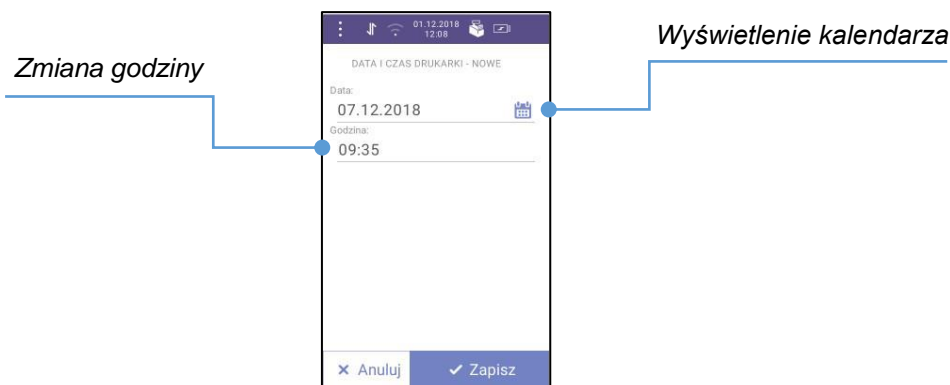 01.12.2018
12:08
Wyświetlenie kalendarza
Zmiana godziny
DATA I CZAS DRUKARKI - NOWE
Data:
07.12.2018
Godzina:
09:35
Anuluj
Zapisz